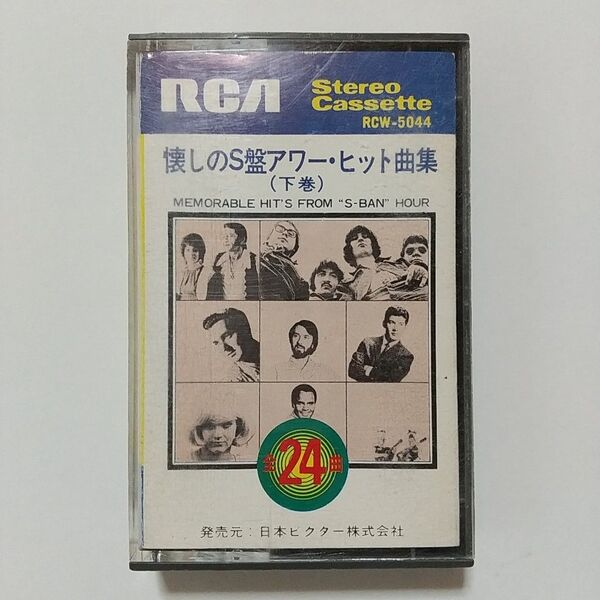 RCA
Stereo
Cassette
RCW-5044
懐しのS盤アワー・ヒット曲集
(下巻)
MEMORABLE HIT'S FROM "S-BAN" HOUR
全24曲
発売元:日本ビクター株式会社